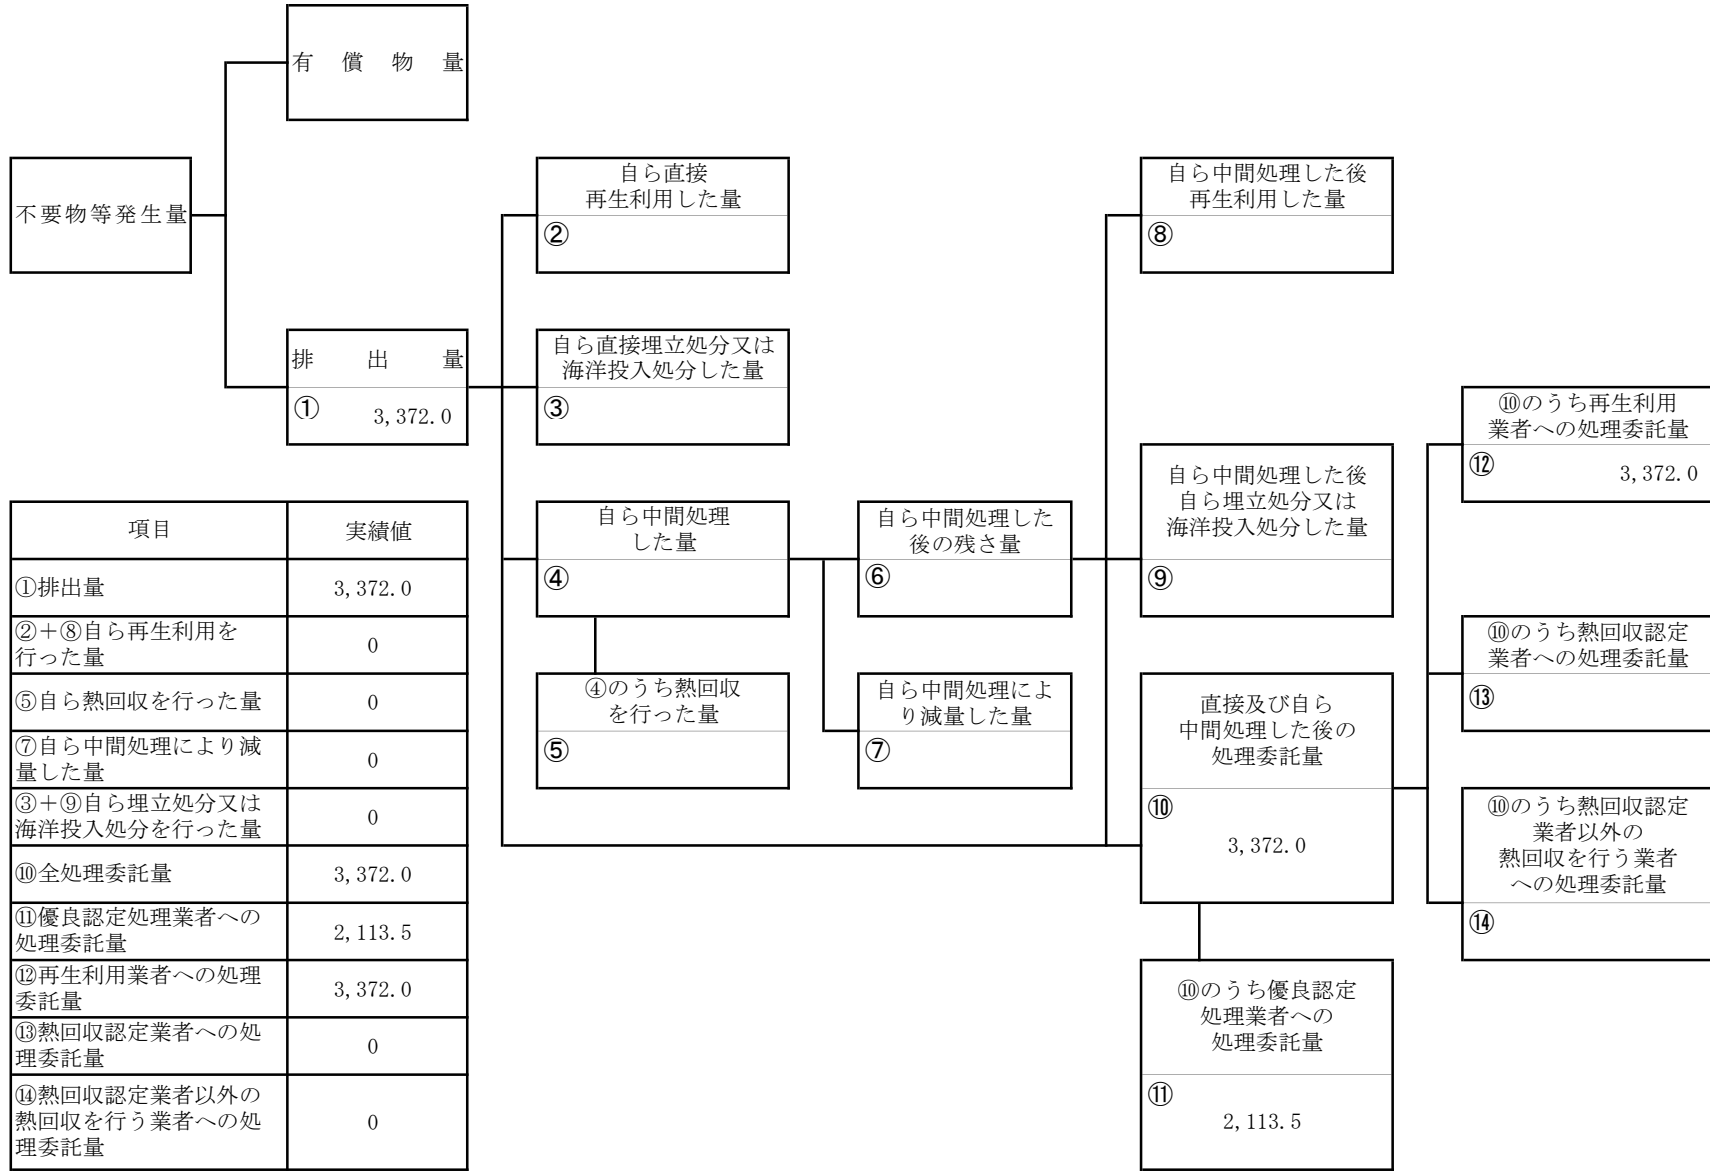 有償物量
不要物等発生量
排出量
① 3,372.0
自ら直接
再生利用した量
②
自ら直接埋立処分又は
海洋投入処分した量
③
自ら中間処理
した量
④
④のうち熱回収
を行った量
⑤
自ら中間処理した
後の残さ量
⑥
自ら中間処理によ
り減量した量
⑦
自ら中間処理した後
再生利用した量
⑧
自ら中間処理した後
自ら埋立処分又は
海洋投入処分した量
⑨
直接及び自ら
中間処理した後の
処理委託量
⑩
3,372.0
⑩のうち優良認定
処理業者への
処理委託量
⑪
2,113.5
⑩のうち再生利用
業者への処理委託量
⑫ 3,372.0
⑩のうち熱回収認定
業者への処理委託量
⑬
⑩のうち熱回収認定
業者以外の
熱回収を行う業者
への処理委託量
⑭
項目 実績値
①排出量 3,372.0
②+⑧自ら再生利用を
行った量 0
⑤自ら熱回収を行った量 0
⑦自ら中間処理により減
量した量 0
③+⑨自ら埋立処分又は
海洋投入処分を行った量 0
⑩全処理委託量 3,372.0
⑪優良認定処理業者への
処理委託量 2,113.5
⑫再生利用業者への処理
委託量 3,372.0
⑬熱回収認定業者への処
理委託量 0
⑭熱回収認定業者以外の
熱回収を行う業者への処
理委託量 0